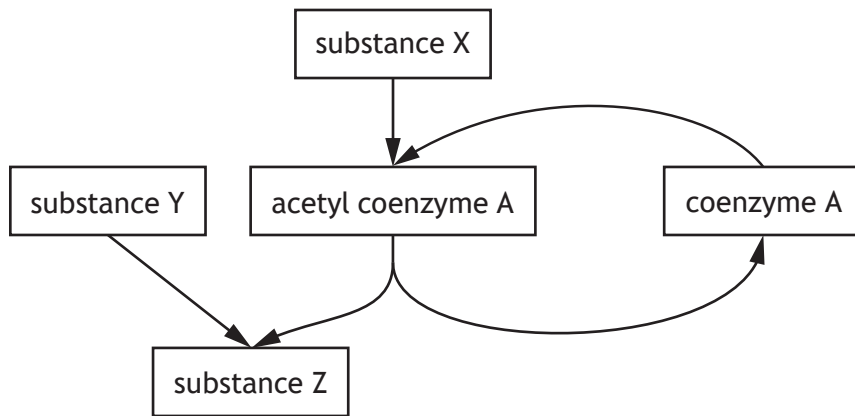 substance X
substance Y
acetyl coenzyme A
coenzyme A
substance Z